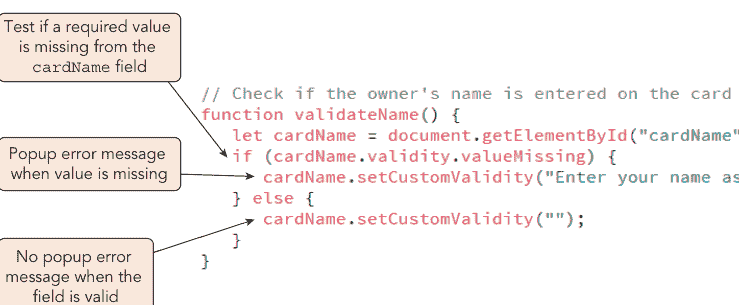 Test if a required value
is missing from the
cardName field
Popup error message
when value is missing
No popup error
message when the
field is valid
// Check if the owner's name is entered on the card
function validateName() {
let cardName = document.getElementById("cardName"
if (cardName.validity.valueMissing) {
cardName.setCustomValidity("Enter your name as
} else {
cardName.setCustomValidity("");
}
}